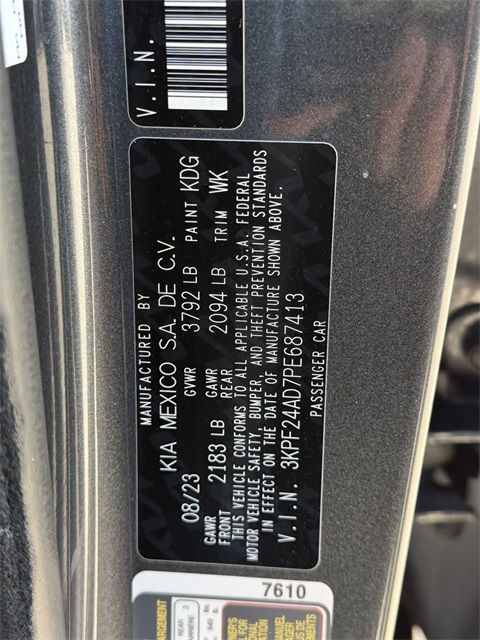 V.I.N.
MANUFACTURED BY
KIA MEXICO S.A. DE C.V.
08/23 GVWR 3792 LB PAINT KDG
GAWR FRONT 2183 LB GAWR REAR 2094 LB TRIM WK
THIS VEHICLE CONFORMS TO ALL APPLICABLE U.S.A. FEDERAL
MOTOR VEHICLE SAFETY, BUMPER, AND THEFT PREVENTION STANDARDS
IN EFFECT ON THE DATE OF MANUFACTURE SHOWN ABOVE.
V.I.N. 3KPF24AD7PE687413
PASSENGER CAR
7610
REAR
3